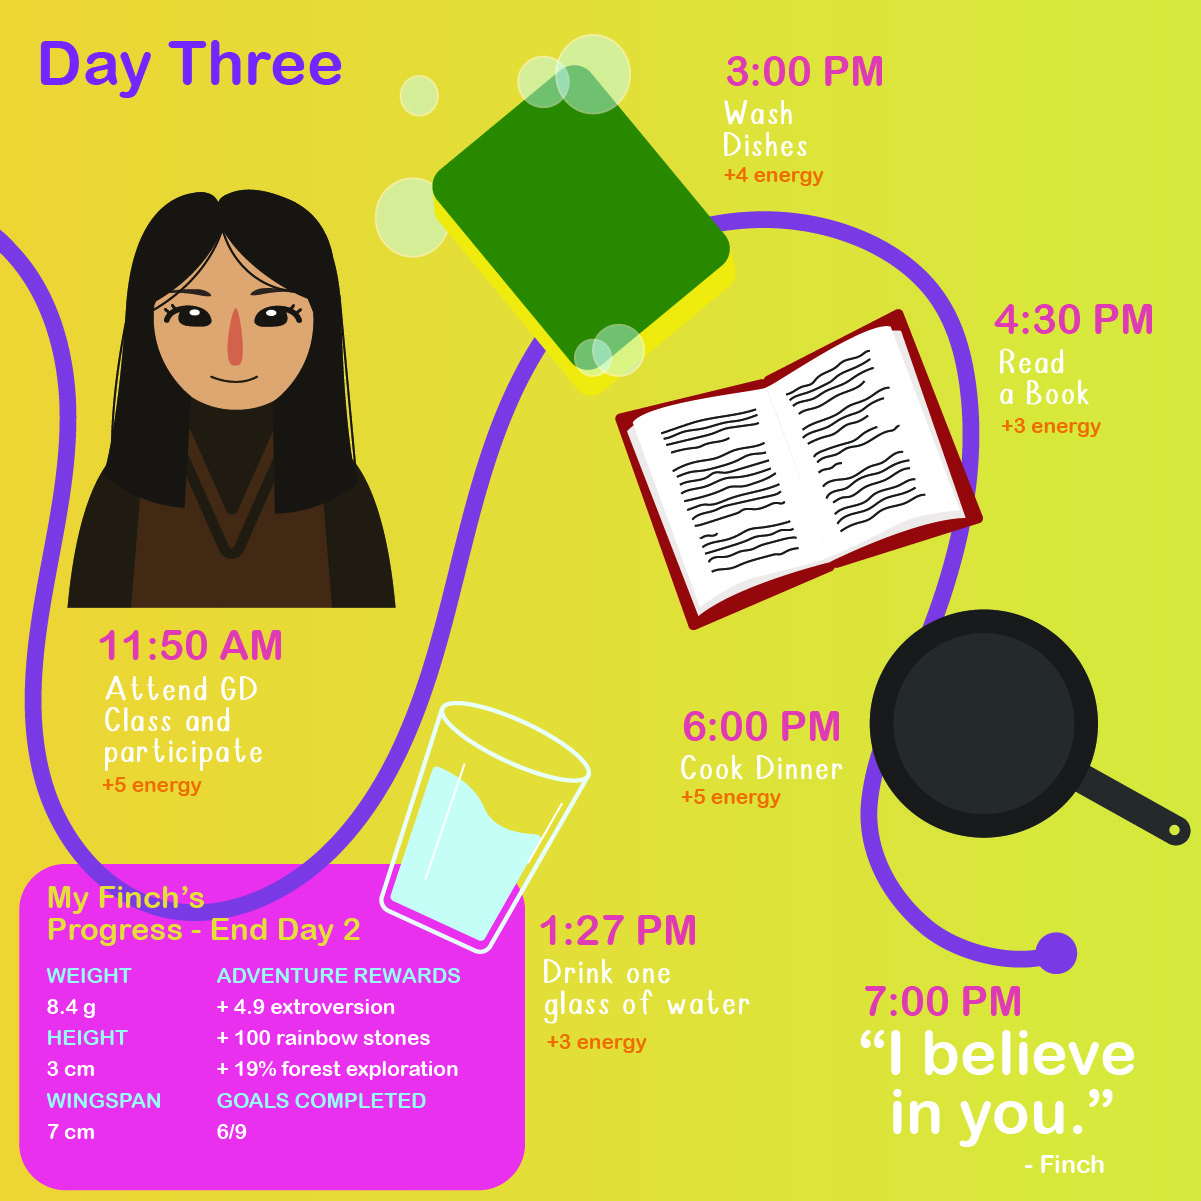 Day Three
11:50 AM
Attend GD
Class and
participate
+5 energy
1:27 PM
Drink one
glass of water
+3 energy
3:00 PM
Wash
Dishes
+4 energy
4:30 PM
Read
a Book
+3 energy
6:00 PM
Cook Dinner
+5 energy
7:00 PM
“I believe
in you.”
- Finch
My Finch’s
Progress - End Day 2
WEIGHT
8.4 g
HEIGHT
3 cm
WINGSPAN
7 cm
ADVENTURE REWARDS
+ 4.9 extroversion
+ 100 rainbow stones
+ 19% forest exploration
GOALS COMPLETED
6/9